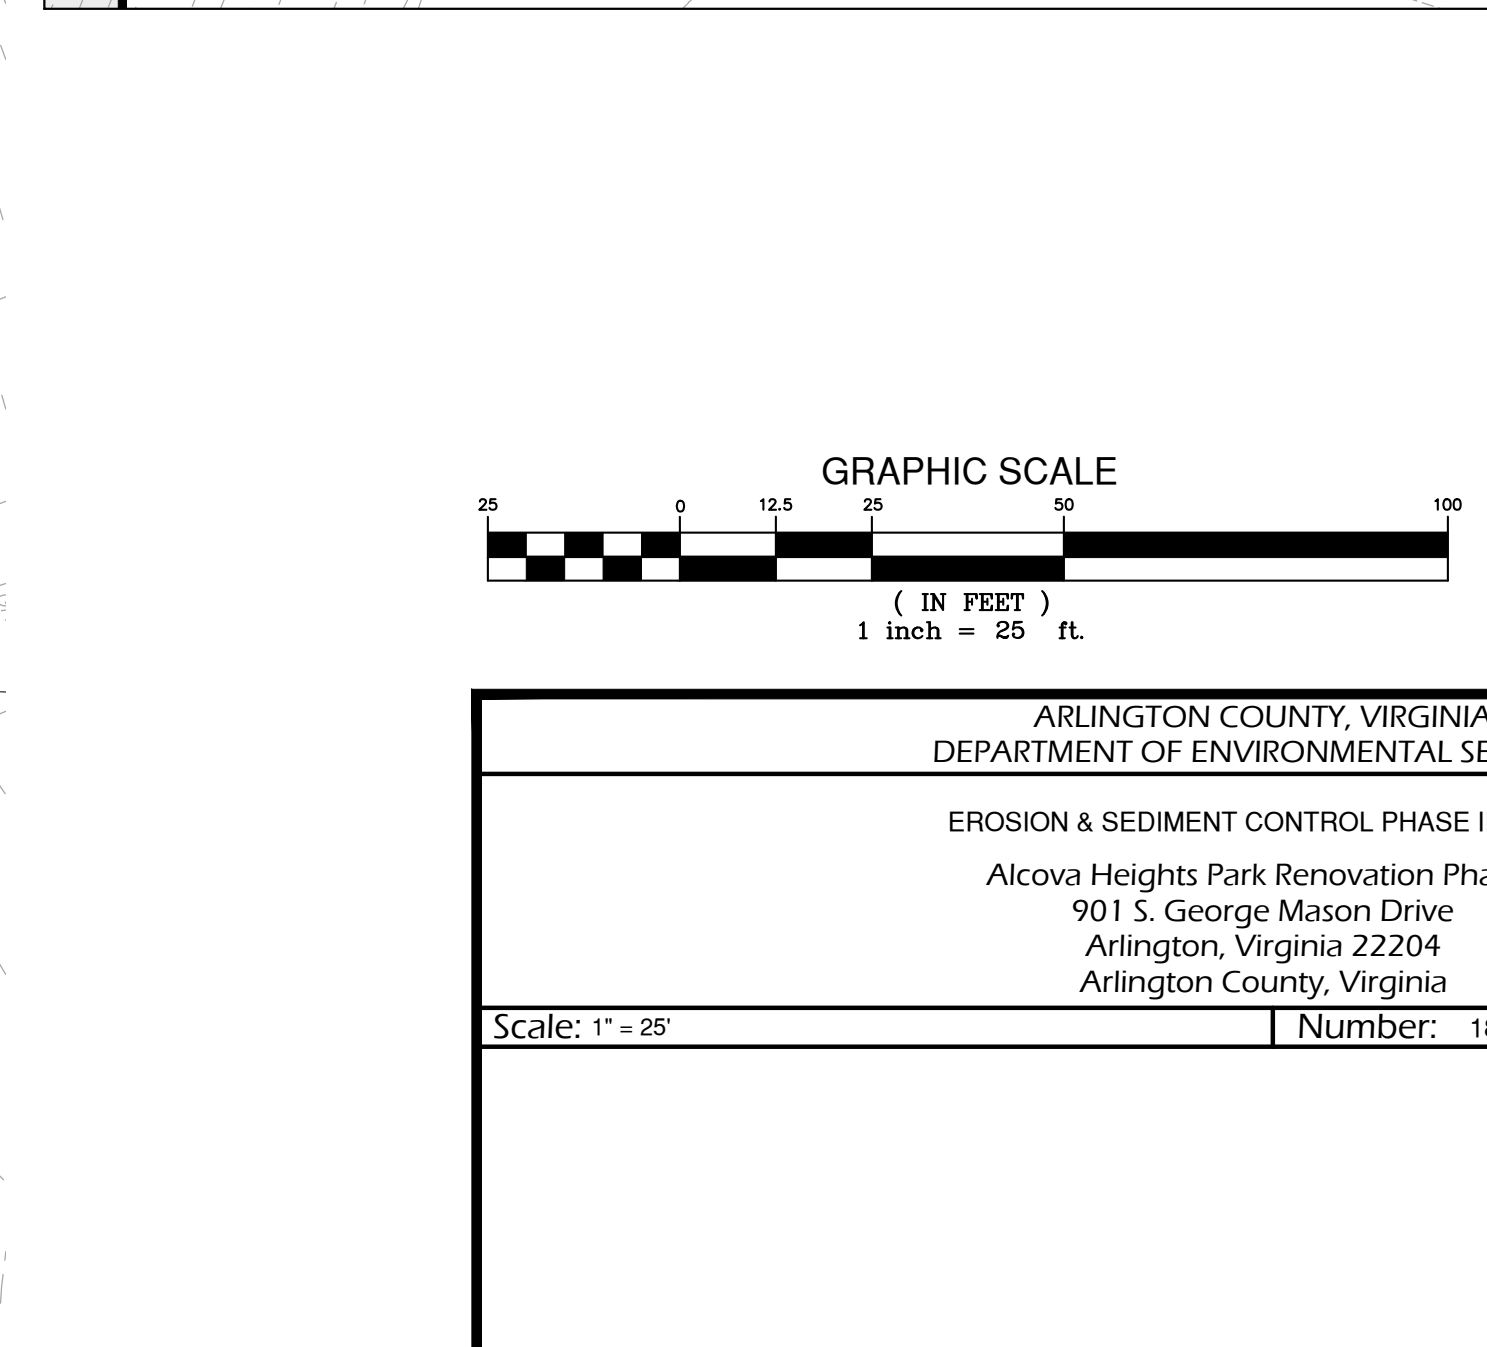 GRAPHIC SCALE
25 0 12.5 25 50 100
( IN FEET )
1 inch = 25 ft.
ARLINGTON COUNTY, VIRGINIA
DEPARTMENT OF ENVIRONMENTAL
EROSION & SEDIMENT CONTROL PHASE
Alcova Heights Park Renovation
901 S. George Mason Drive
Arlington, Virginia 22204
Arlington County, Virginia
Scale: 1" = 25' Number: